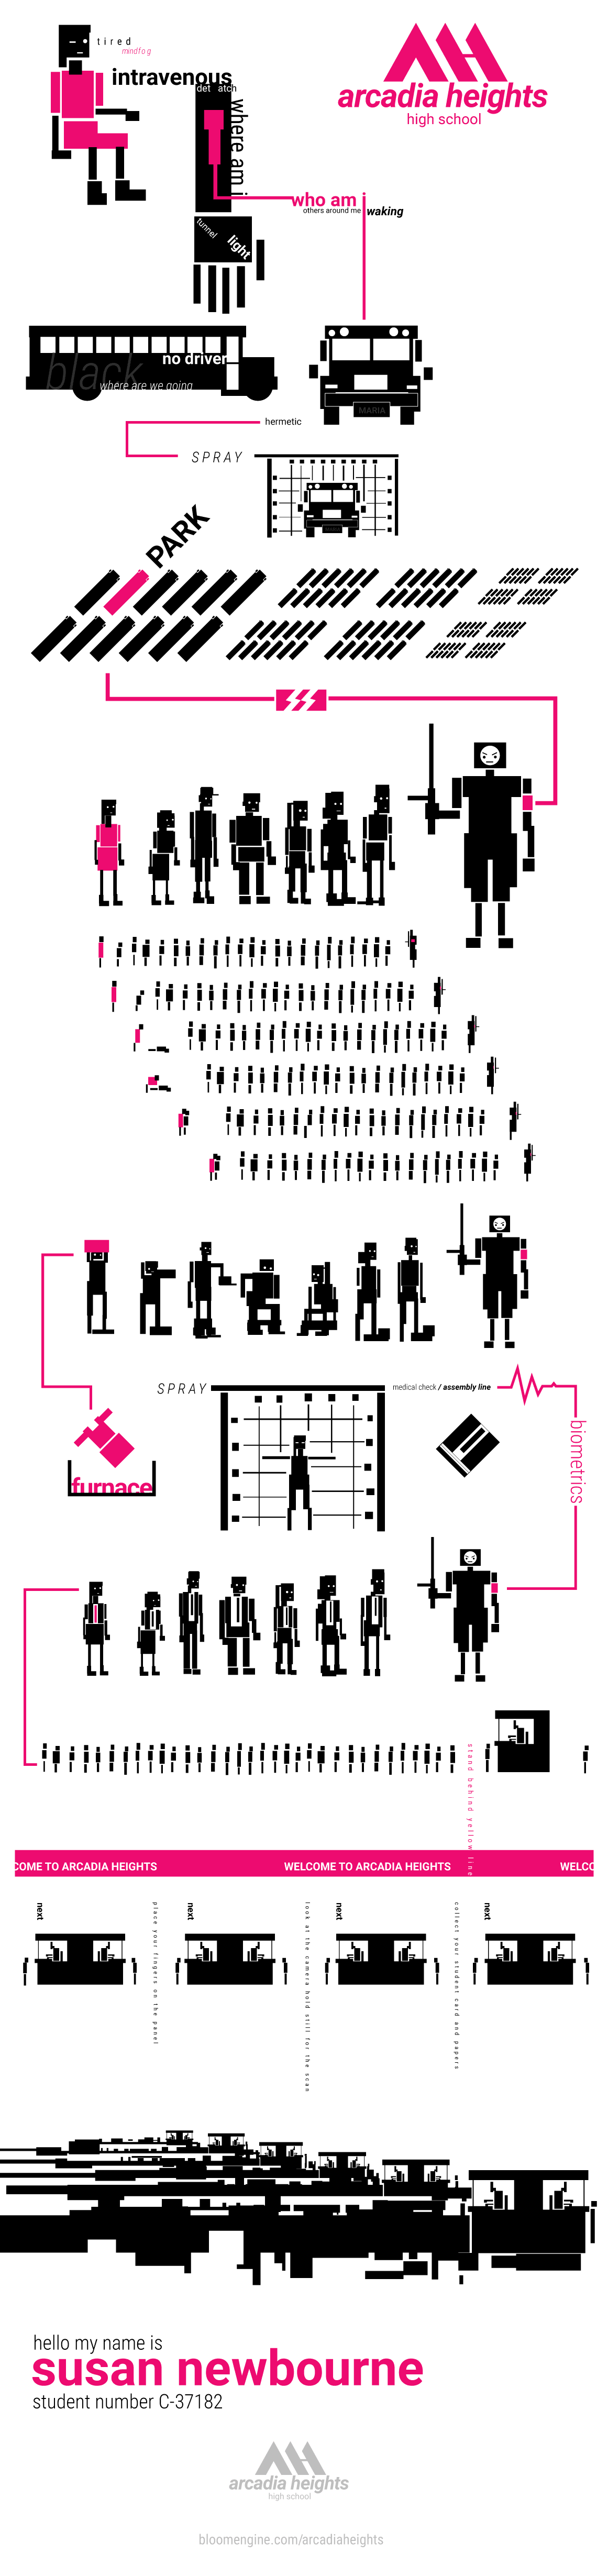 tired
mindfog
intravenous
det atch
where am i
arcadia heights
high school
who am i
others around me
waking
tunnel
light
no driver
black
where are we going
MARIA
hermetic
SPRAY
PARK
SPRAY
medical check / assembly line
biometrics
furnace
stand behind yellow line
COME TO ARCADIA HEIGHTS
WELCOME TO ARCADIA HEIGHTS
WELCO
next
place your fingers on the panel
next
look at the camera hold still for the scan
next
collect your student card and papers
next
hello my name is
susan newbourne
student number C-37182
arcadia heights
high school
bloomengine.com/arcadiaheights